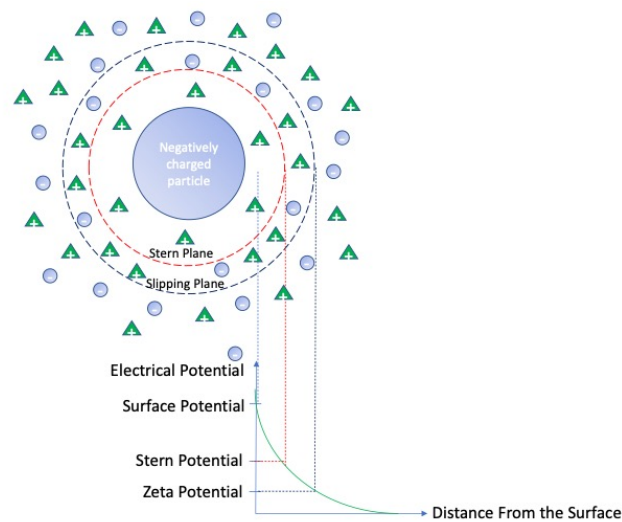 Negatively
charged
particle
Stern Plane
Slipping Plane
Electrical Potential
Surface Potential
Stern Potential
Zeta Potential
Distance From the Surface